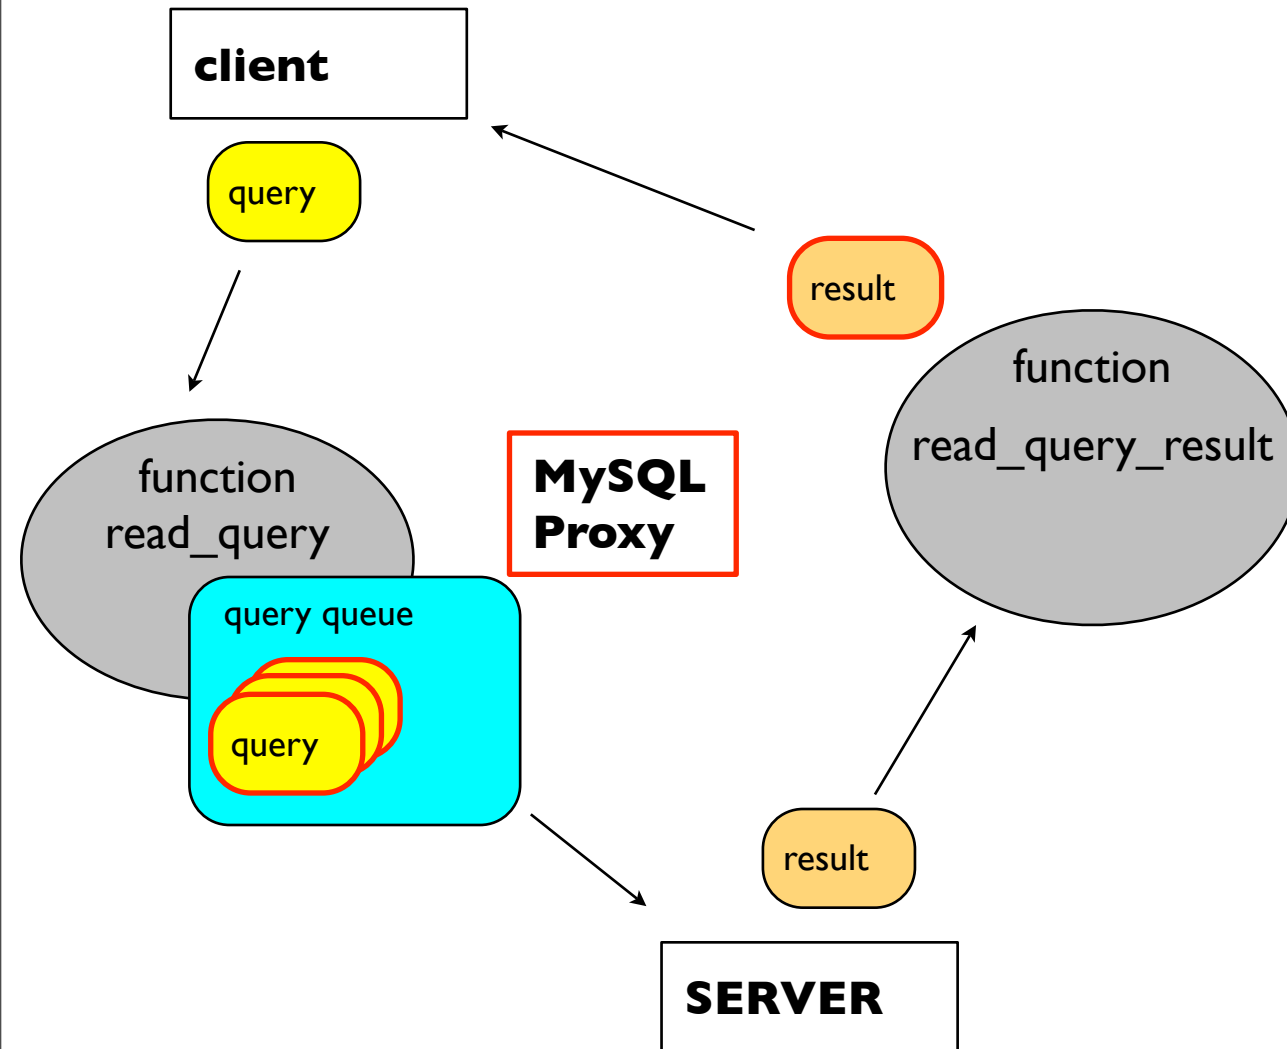 client
query
result
function
read_query_result
function
read_query
MySQL
Proxy
query queue
query
result
SERVER